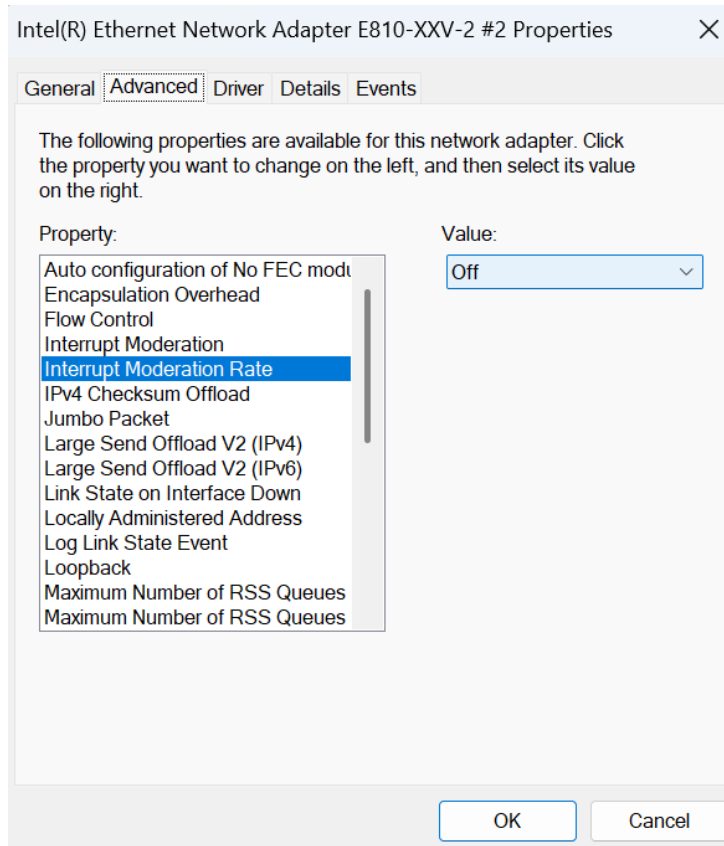 Intel(R) Ethernet Network Adapter E810-XXV-2 #2 Properties
General Advanced Driver Details Events
The following properties are available for this network adapter. Click
the property you want to change on the left, and then select its value
on the right.
Property:
Auto configuration of No FEC modu
Encapsulation Overhead
Flow Control
Interrupt Moderation
Interrupt Moderation Rate
IPv4 Checksum Offload
Jumbo Packet
Large Send Offload V2 (IPv4)
Large Send Offload V2 (IPv6)
Link State on Interface Down
Locally Administered Address
Log Link State Event
Loopback
Maximum Number of RSS Queues
Maximum Number of RSS Queues
Value:
Off
OK Cancel